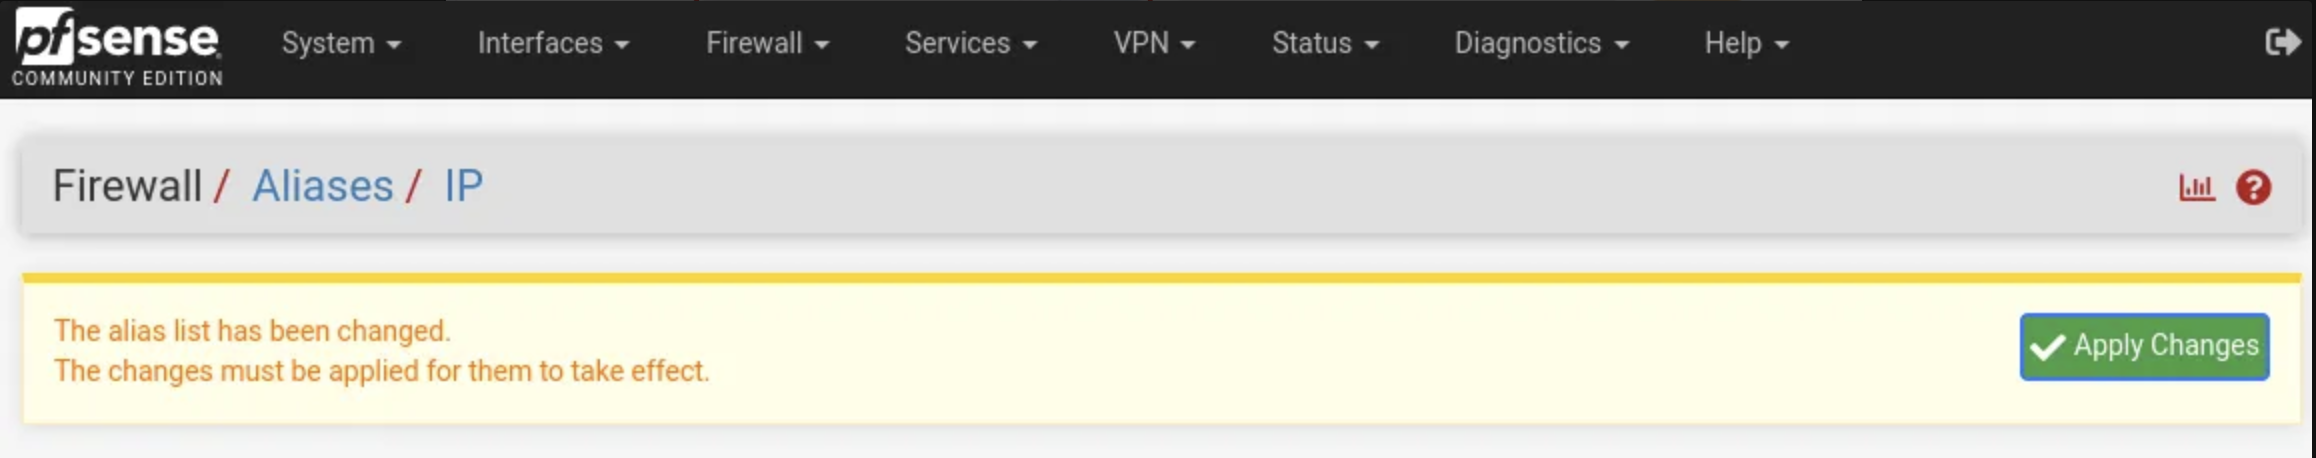 pfsense
COMMUNITY EDITION
System Interfaces Firewall Services VPN Status Diagnostics Help
Firewall / Aliases / IP
The alias list has been changed.
The changes must be applied for them to take effect.
Apply Changes